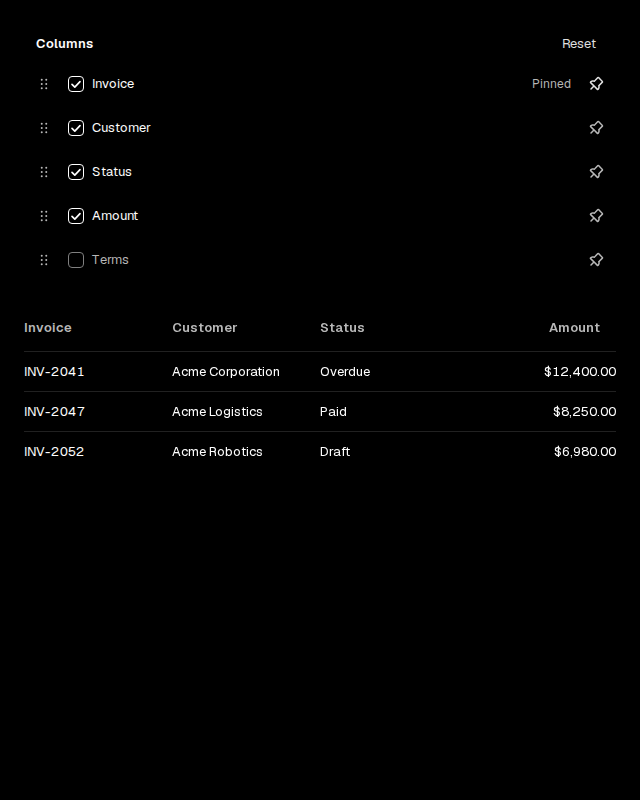 Columns Reset
Invoice Pinned
Customer
Status
Amount
Terms
Invoice Customer Status Amount
INV-2041 Acme Corporation Overdue $12,400.00
INV-2047 Acme Logistics Paid $8,250.00
INV-2052 Acme Robotics Draft $6,980.00